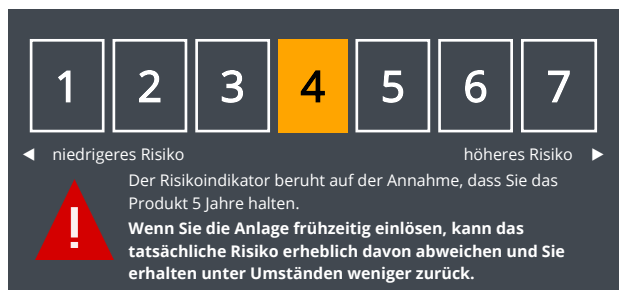 1 2 3 4 5 6 7
◄ niedrigeres Risiko höheres Risiko ►
Der Risikoindikator beruht auf der Annahme, dass Sie das
Produkt 5 Jahre halten.
Wenn Sie die Anlage frühzeitig einlösen, kann das
tatsächliche Risiko erheblich davon abweichen und Sie
erhalten unter Umständen weniger zurück.
!